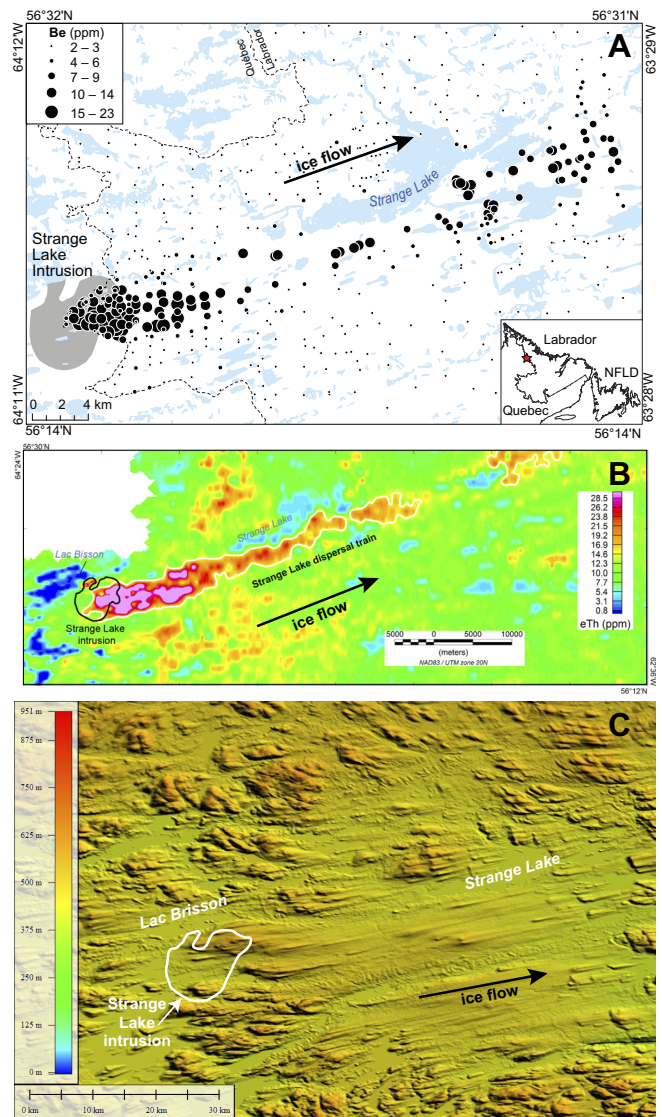 56°32'N
56°31'N
64°12'W
63°29'W
Be (ppm)
2 – 3
4 – 6
7 – 9
10 – 14
15 – 23
A
Québec
Labrador
ice flow
Strange Lake
Strange
Lake
Intrusion
Labrador
NFLD
Quebec
64°11'W
63°28'W
0 2 4 km
56°14'N
56°14'N
56°30'N
64°24'W
B
28.5
26.2
23.8
21.5
19.2
16.9
14.6
12.3
10.0
7.7
5.4
3.1
0.8
eTh (ppm)
Strange Lake
Lac Bisson
Strange Lake dispersal train
Strange Lake
intrusion
ice flow
5000 0 5000 10000
(meters)
NAD83 / UTM zone 20N
62°36'W
56°12'N
C
951 m
875 m
625 m
375 m
125 m
0 m
Strange Lake
Lac Brisson
Strange
Lake
intrusion
ice flow
0 km 10 km 20 km 30 km